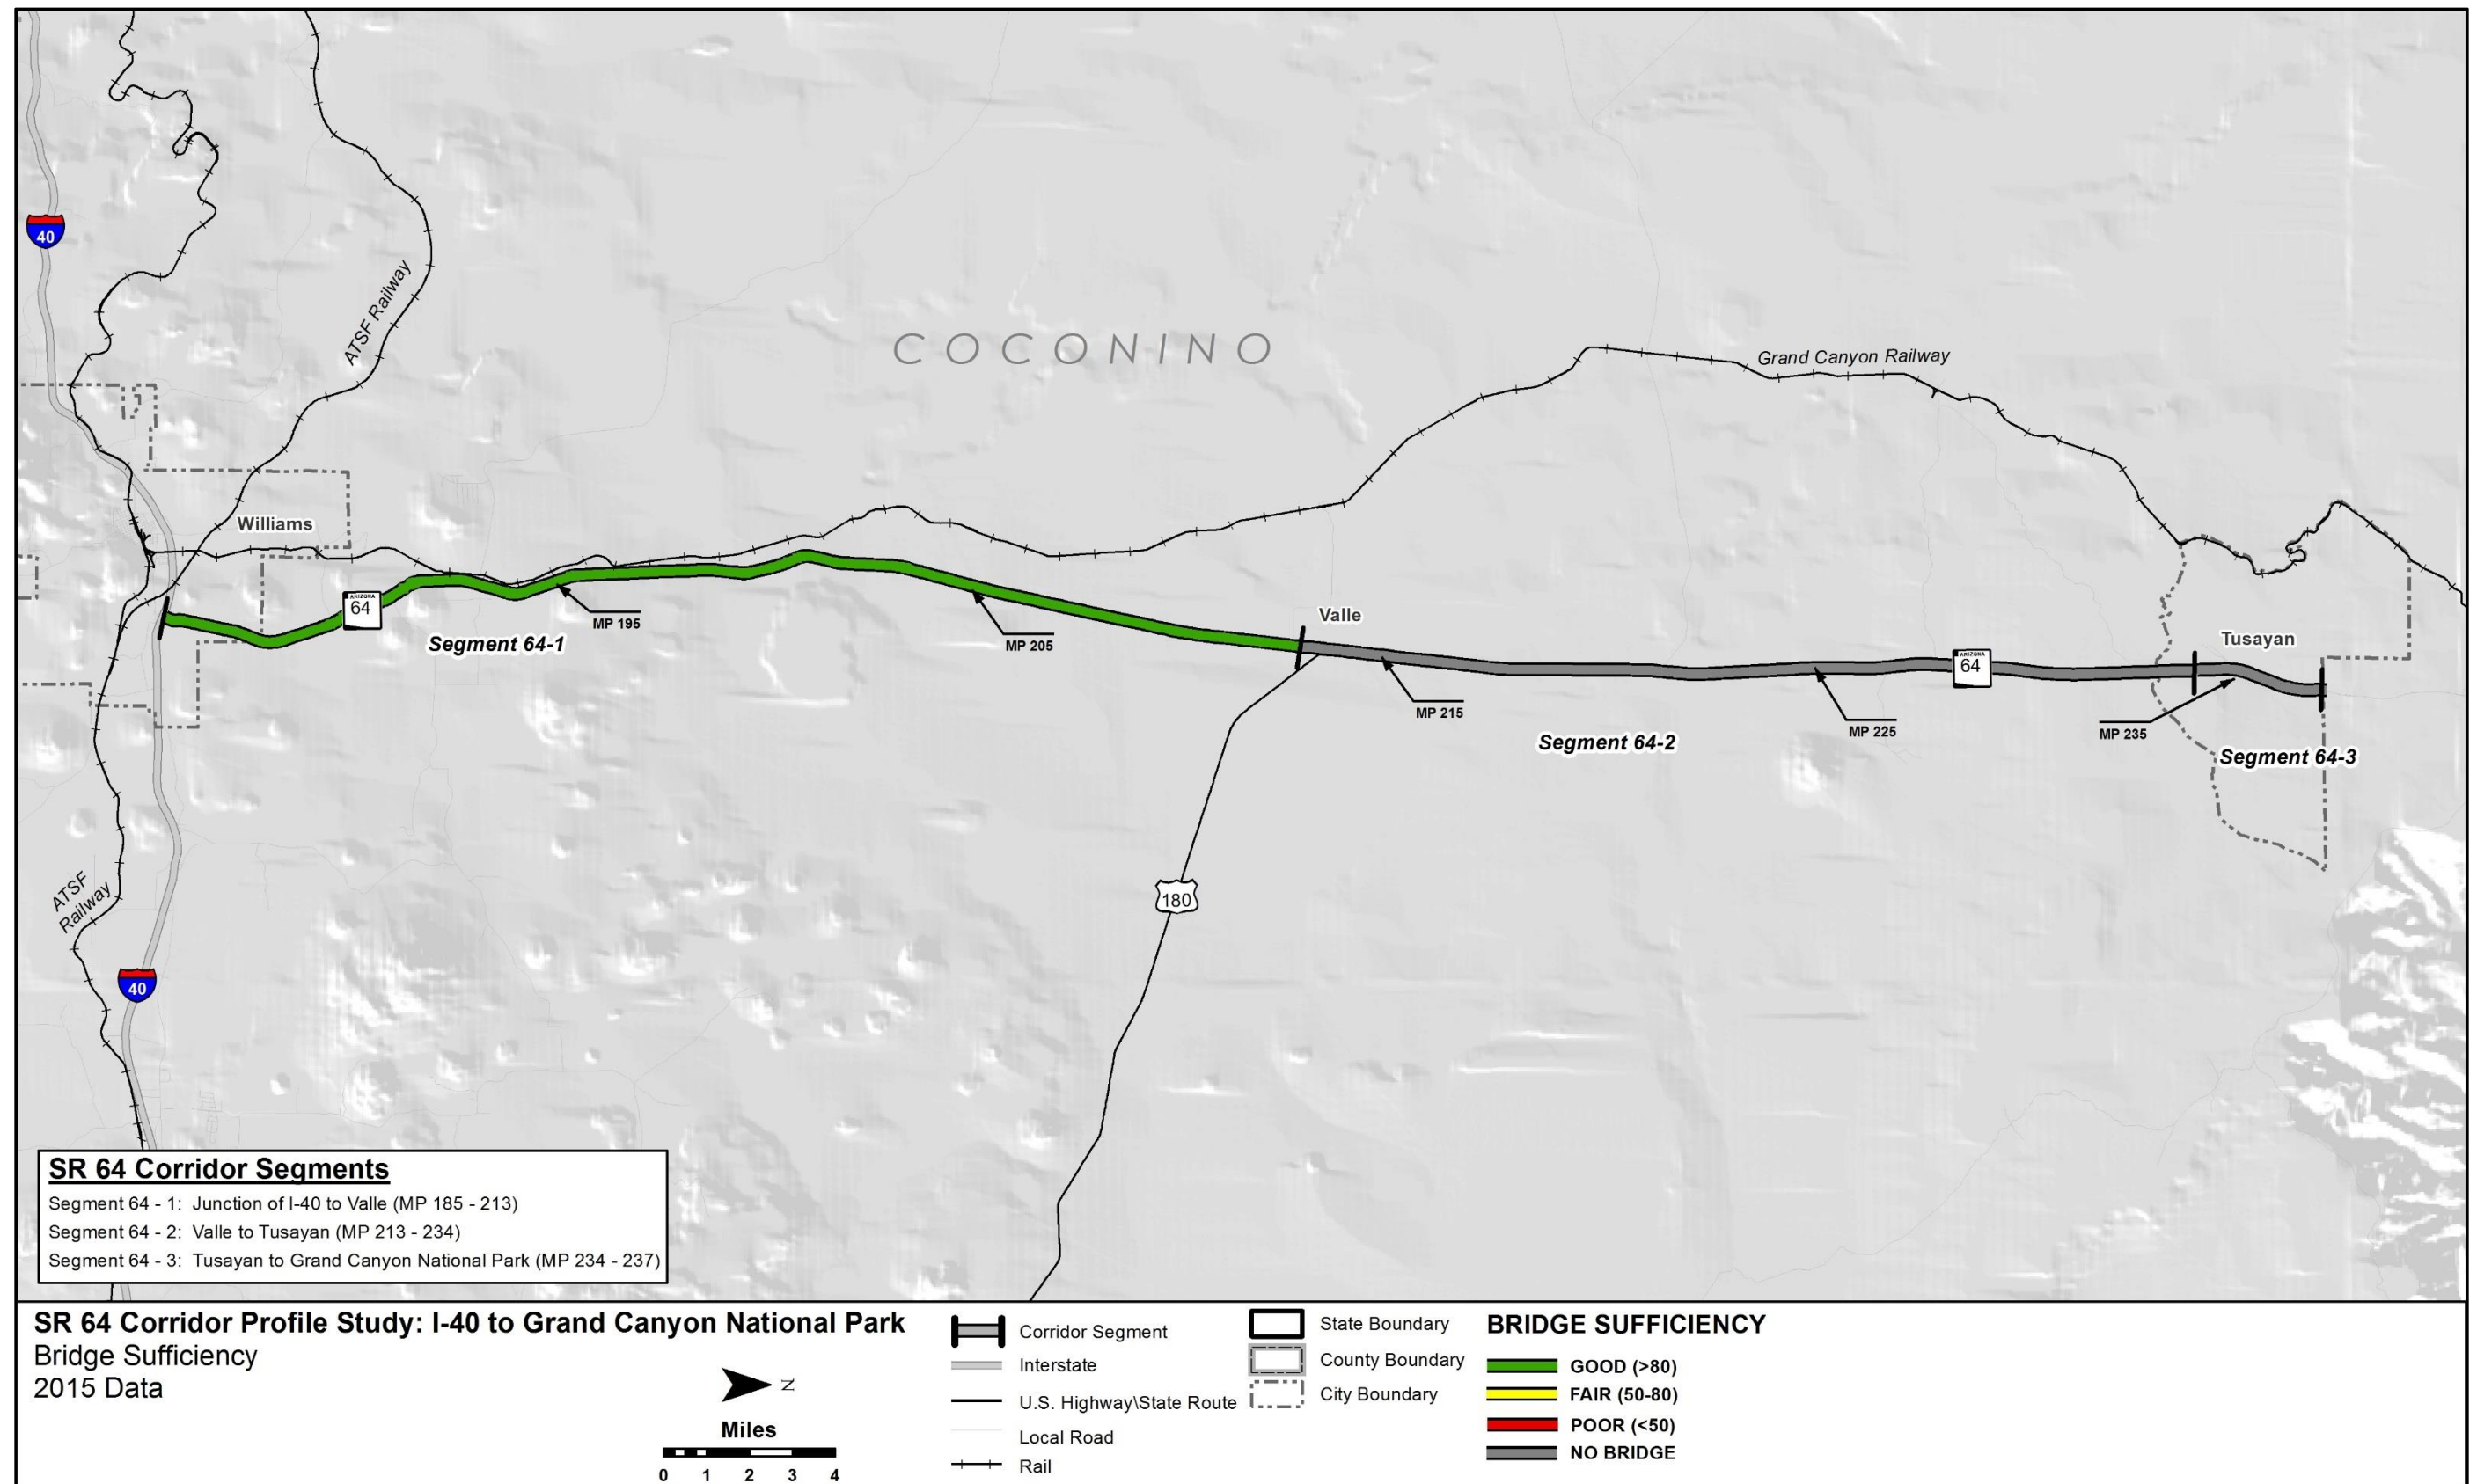 40
ATSF Railway
COCONINO
Grand Canyon Railway
Williams
ARIZONA
64
MP 195
Segment 64-1
MP 205
Valle
MP 215
Segment 64-2
MP 225
ARIZONA
64
Tusayan
MP 235
Segment 64-3
180
ATSF
Railway
40
SR 64 Corridor Segments
Segment 64 - 1: Junction of I-40 to Valle (MP 185 - 213)
Segment 64 - 2: Valle to Tusayan (MP 213 - 234)
Segment 64 - 3: Tusayan to Grand Canyon National Park (MP 234 - 237)
SR 64 Corridor Profile Study: I-40 to Grand Canyon National Park
Bridge Sufficiency
2015 Data
N
Miles
0 1 2 3 4
Corridor Segment
Interstate
U.S. Highway\State Route
Local Road
Rail
State Boundary
County Boundary
City Boundary
BRIDGE SUFFICIENCY
GOOD (>80)
FAIR (50-80)
POOR (<50)
NO BRIDGE